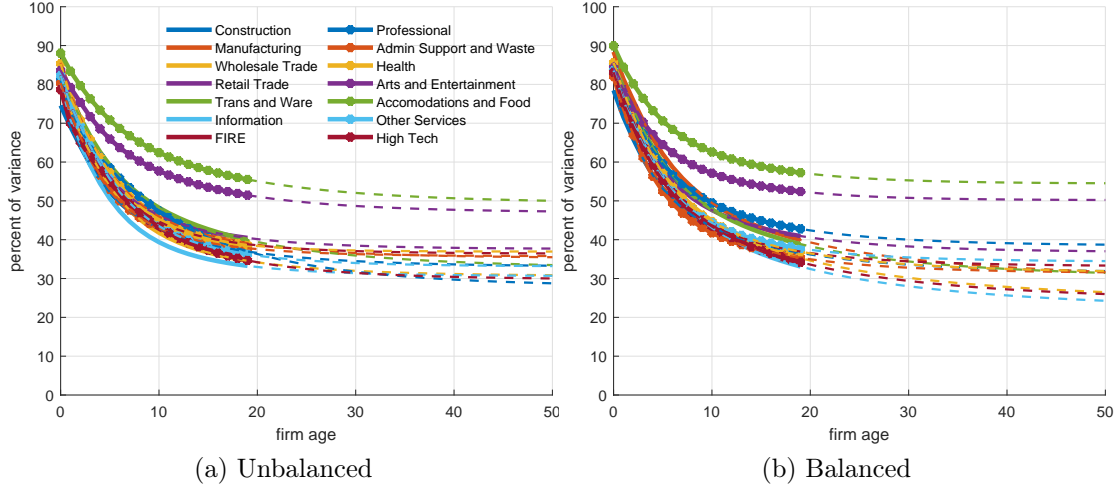 100
90
80
70
60
50
40
30
20
10
0
percent of variance
Construction
Manufacturing
Wholesale Trade
Retail Trade
Trans and Ware
Information
FIRE
Professional
Admin Support and Waste
Health
Arts and Entertainment
Accomodations and Food
Other Services
High Tech
0 10 20 30 40 50
firm age
(a) Unbalanced
100
90
80
70
60
50
40
30
20
10
0
percent of variance
0 10 20 30 40 50
firm age
(b) Balanced